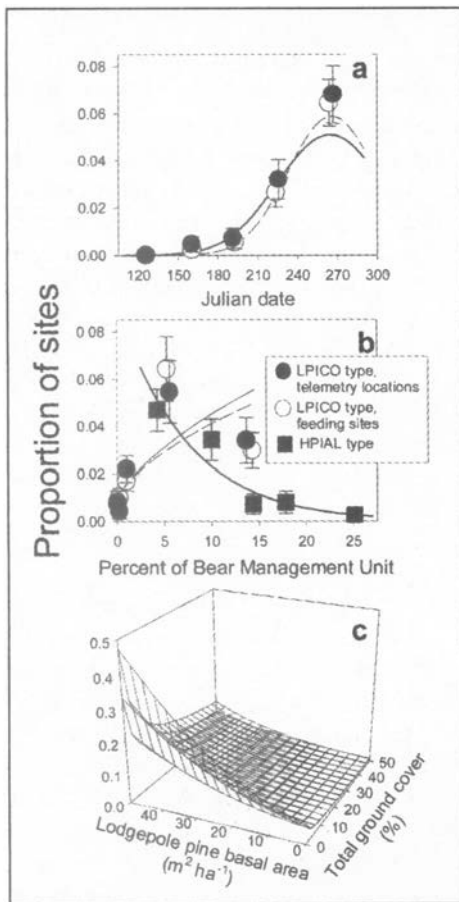 Proportion of sites
a
0.08
0.06
0.04
0.02
0.00
120 150 180 210 240 270 300
Julian date
b
0.08
0.06
0.04
0.02
0.00
0 5 10 15 20 25
Percent of Bear Management Unit
LPICO type,
telemetry locations
LPICO type,
feeding sites
HPIAL type
c
0.5
0.4
0.3
0.2
0.1
0.0
40 30 20 10 0
Lodgepole pine basal area
(m² ha⁻¹)
0 10 20 30 40 50
Total ground cover
(%)